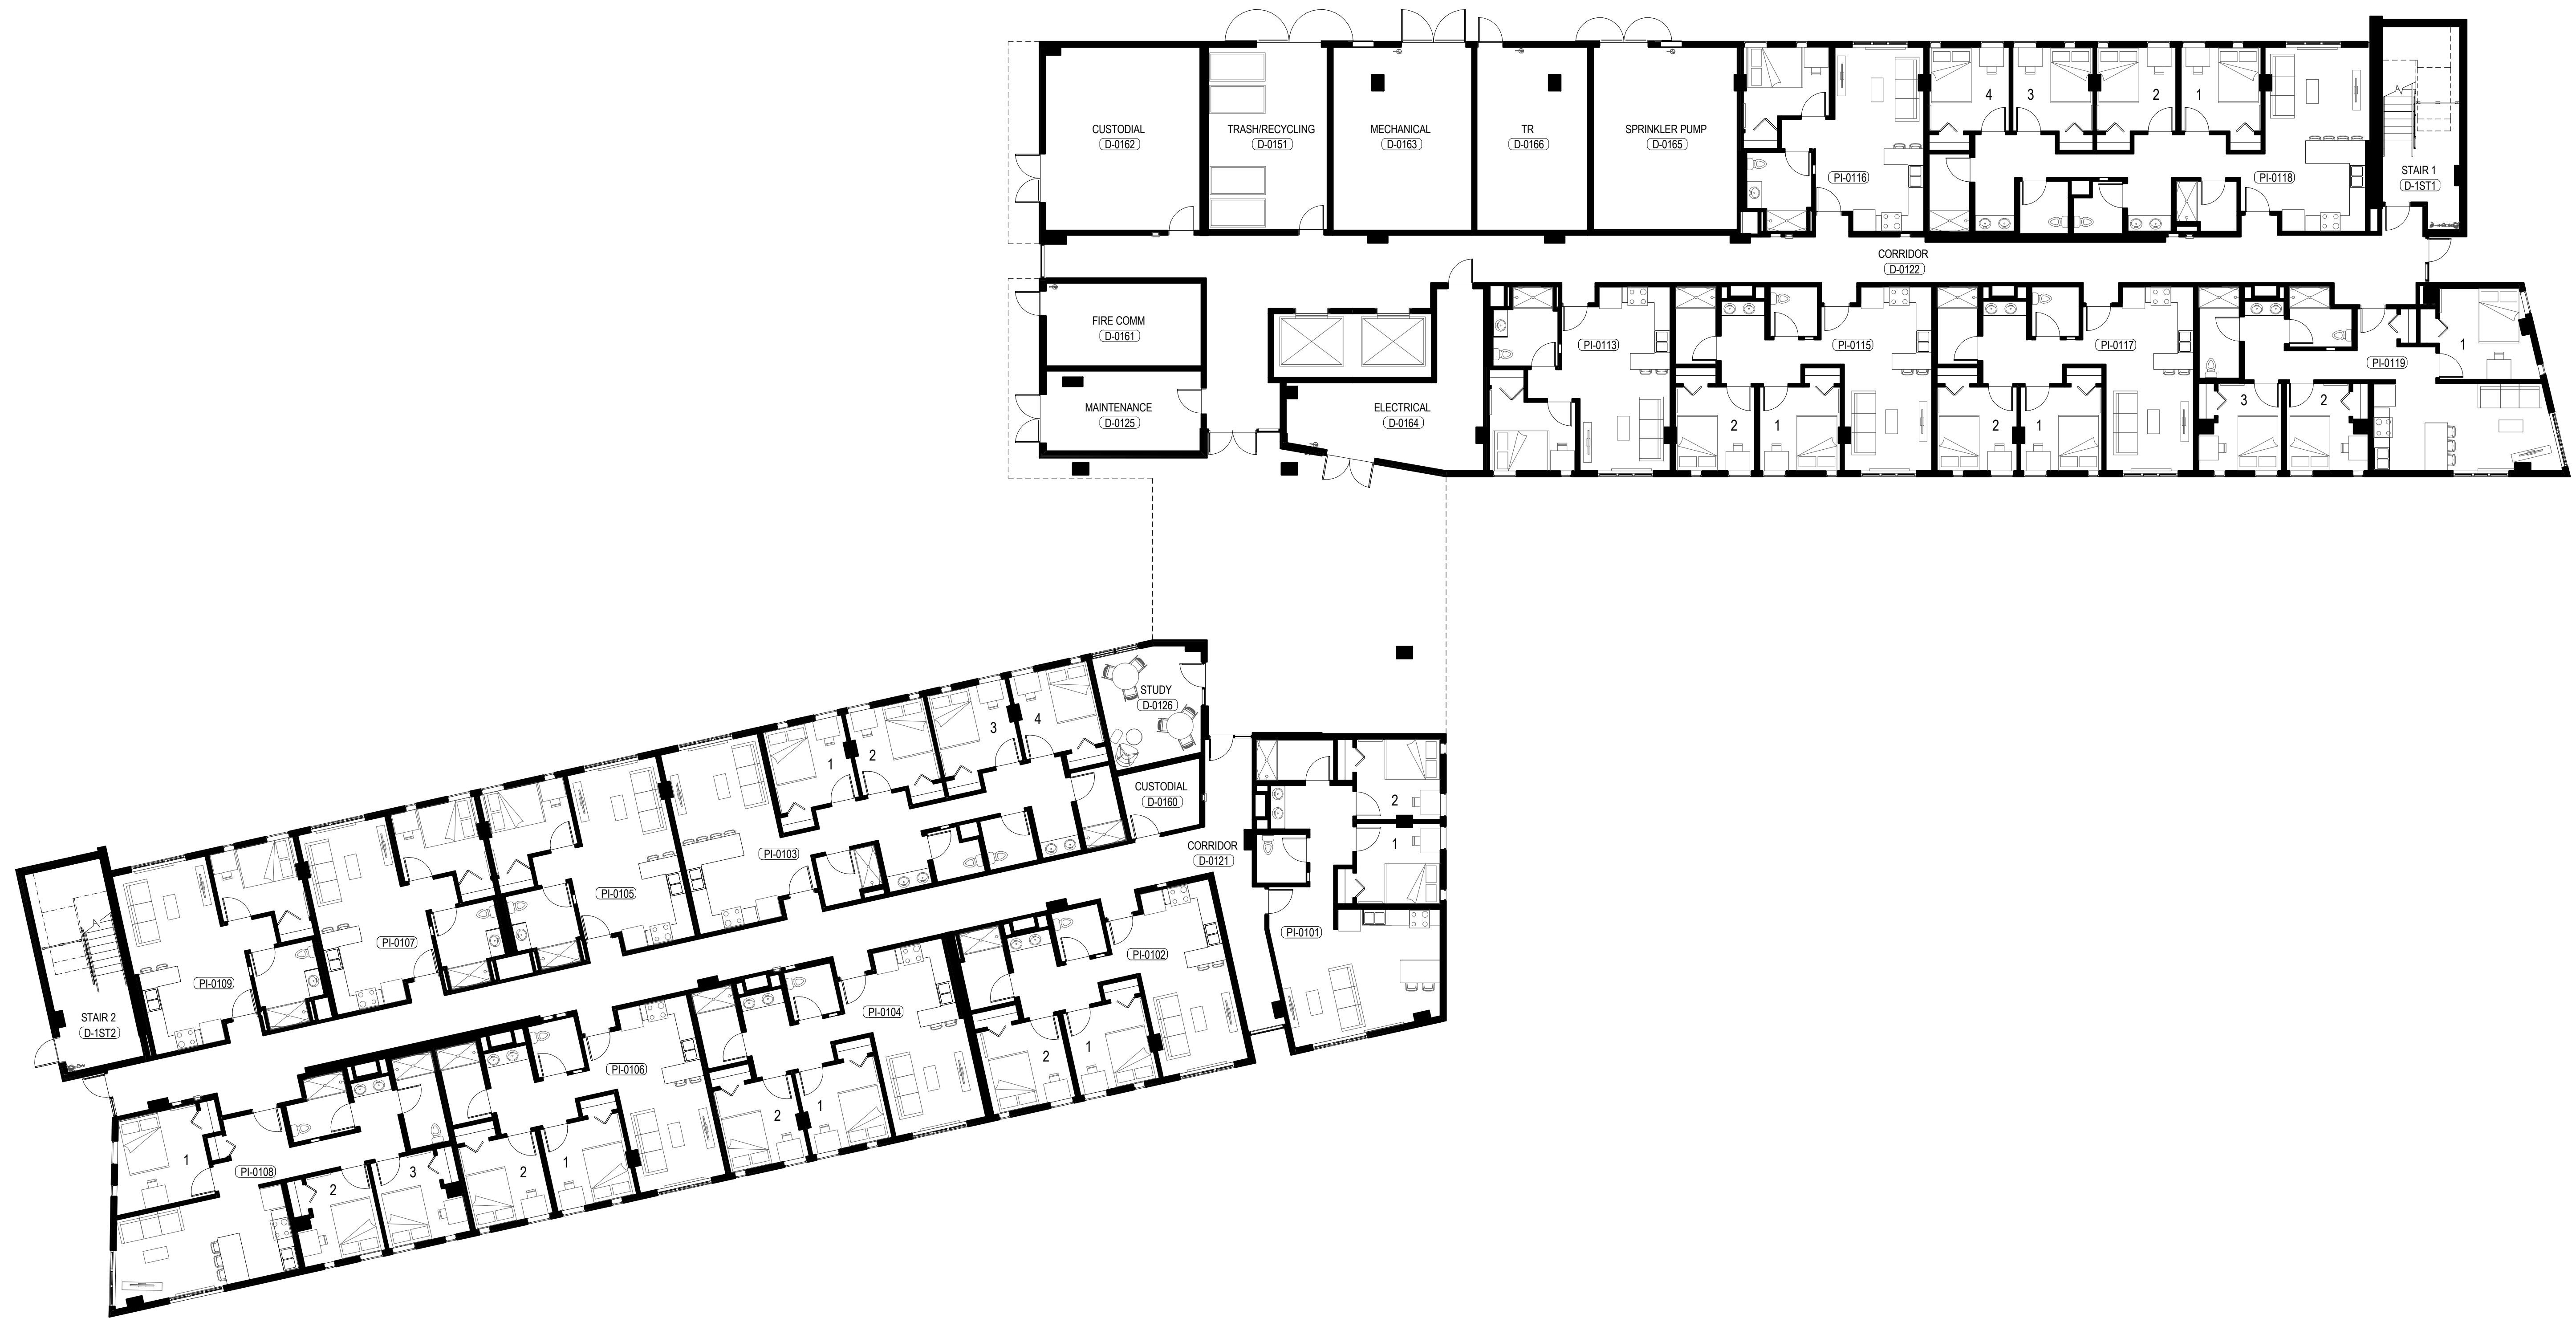 CUSTODIAL
D-0162
TRASH/RECYCLING
D-0151
MECHANICAL
D-0163
TR
D-0166
SPRINKLER PUMP
D-0165
PI-0116
4
3
2
1
PI-0118
STAIR 1
D-1ST1
CORRIDOR
D-0122
FIRE COMM
D-0161
MAINTENANCE
D-0125
ELECTRICAL
D-0164
PI-0113
PI-0115
2
1
PI-0117
2
1
PI-0119
1
3
2
STUDY
D-0126
CUSTODIAL
D-0160
CORRIDOR
D-0121
4
3
2
1
PI-0103
PI-0105
PI-0107
PI-0109
STAIR 2
D-1ST2
2
1
PI-0101
PI-0102
2
1
PI-0104
2
1
PI-0106
2
1
PI-0108
1
2
3